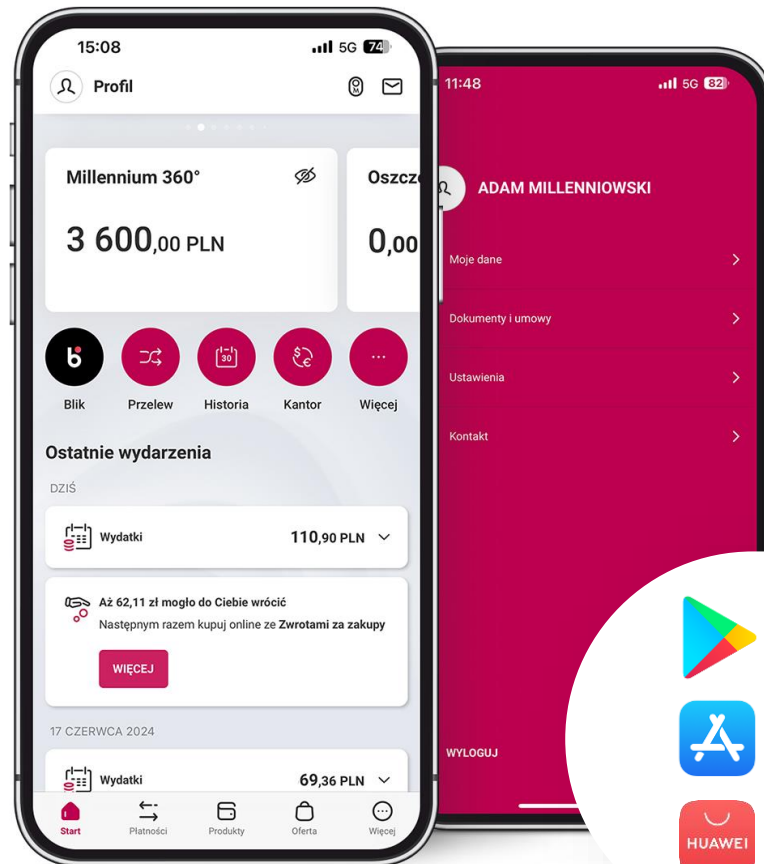 15:08
5G 74
Profil
Millennium 360°
3 600,00 PLN
0,00
Blik
Przelew
30
Historia
$ €
Kantor
Więcej
Ostatnie wydarzenia
DZIŚ
Wydatki
110,90 PLN
Aż 62,11 zł mogło do Ciebie wrócić
Następnym razem kupuj online ze Zwrotami za zakupy
WIĘCEJ
17 CZERWCA 2024
Wydatki
69,36 PLN
Start
Płatności
Produkty
Oferta
Więcej
11:48
5G 82
ADAM MILLENNIOWSKI
Moje dane
Dokumenty i umowy
Ustawienia
Kontakt
WYLOGUJ
HUAWEI